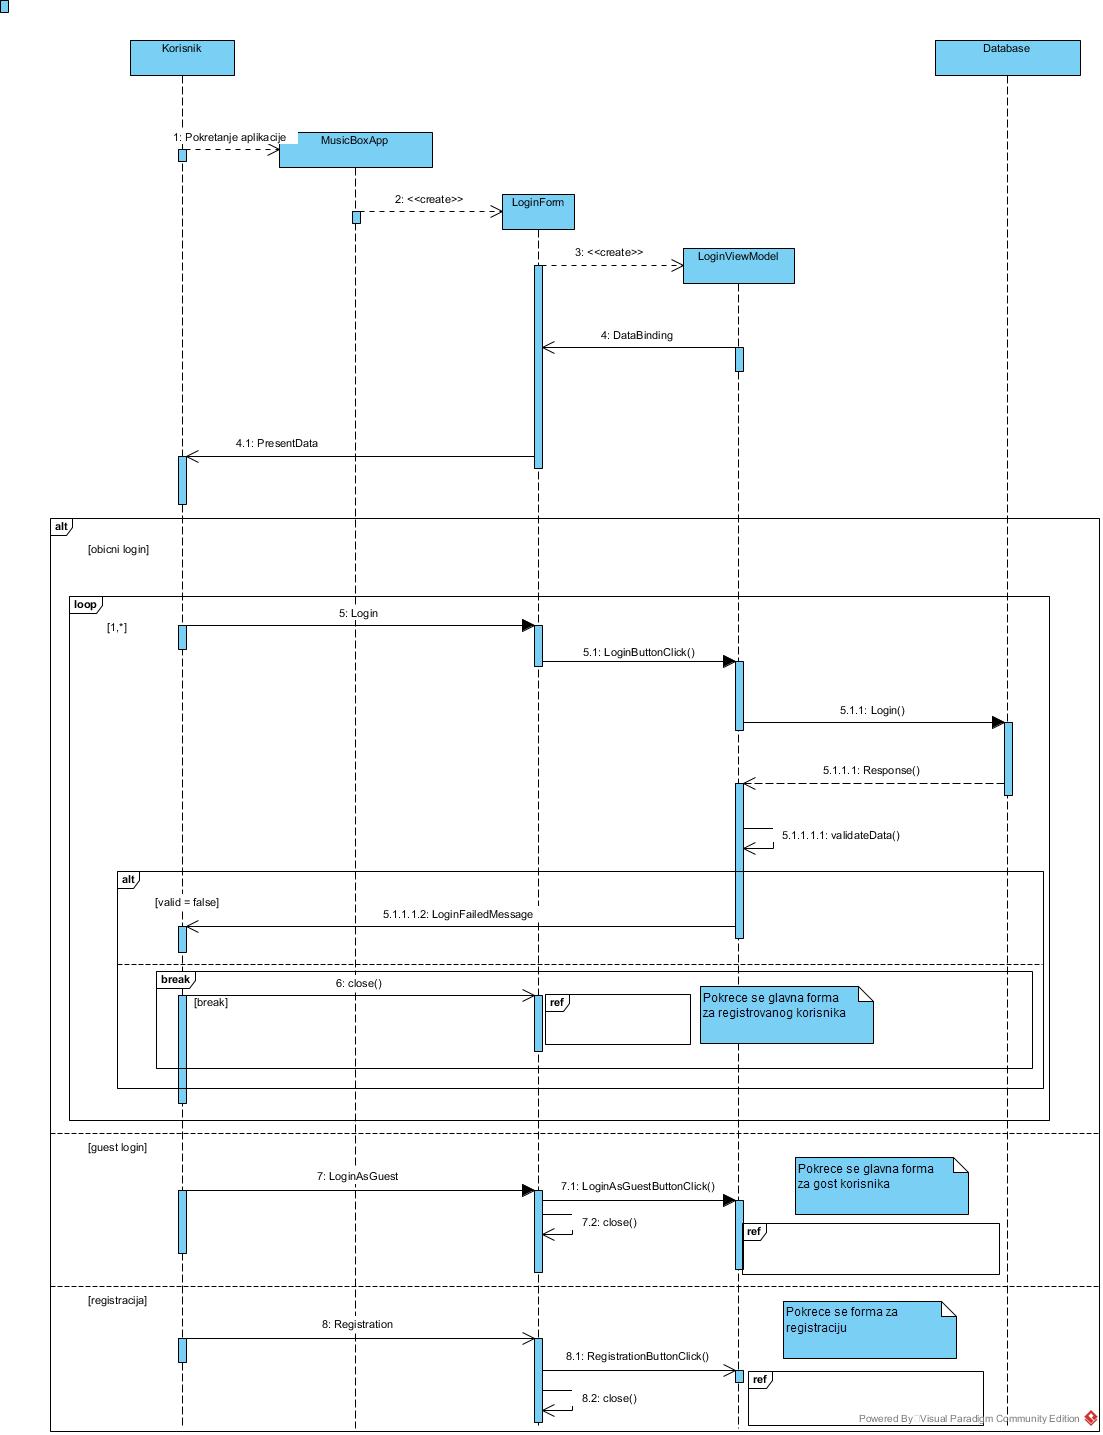 Korisnik
Database
1: Pokretanje aplikacije
MusicBoxApp
2: <<create>>
LoginForm
3: <<create>>
LoginViewModel
4: DataBinding
4.1: PresentData
alt
[obicni login]
loop
[1,*]
5: Login
5.1: LoginButtonClick()
5.1.1: Login()
5.1.1.1: Response()
5.1.1.1.1: validateData()
alt
[valid = false]
5.1.1.1.2: LoginFailedMessage
break
[break]
6: close()
ref
Pokrece se glavna forma
za registrovanog korisnika
[guest login]
7: LoginAsGuest
7.1: LoginAsGuestButtonClick()
7.2: close()
Pokrece se glavna forma
za gost korisnika
ref
[registracija]
8: Registration
8.1: RegistrationButtonClick()
8.2: close()
Pokrece se forma za
registraciju
ref
Powered By Visual Paradigm Community Edition